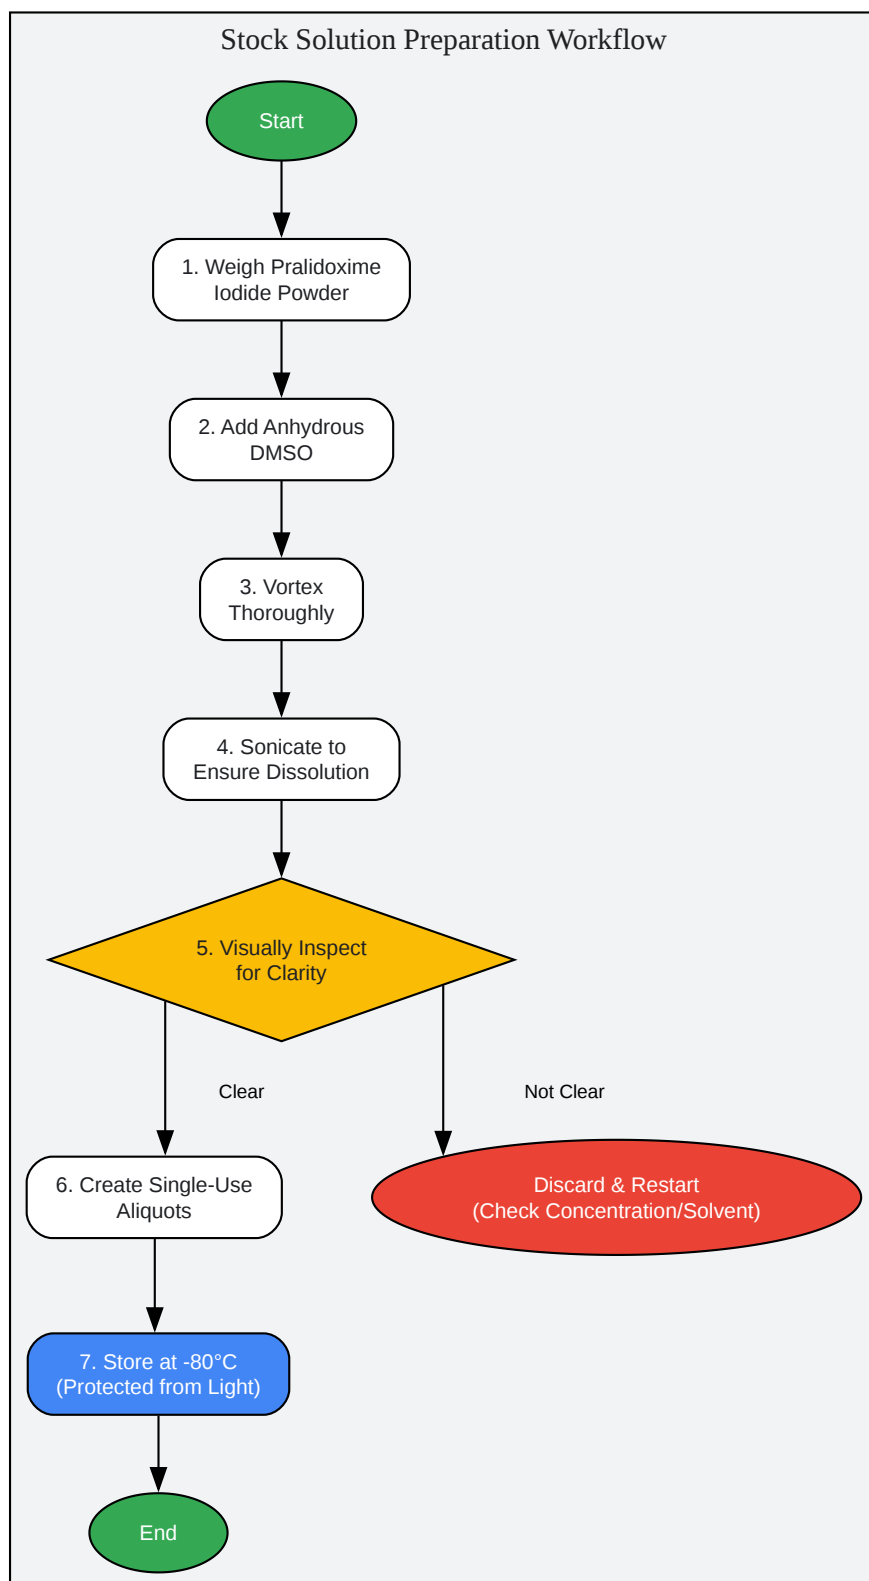 Stock Solution Preparation Workflow
Start
1. Weigh Pralidoxime
Iodide Powder
2. Add Anhydrous
DMSO
3. Vortex
Thoroughly
4. Sonicate to
Ensure Dissolution
5. Visually Inspect
for Clarity
Clear
Not Clear
6. Create Single-Use
Aliquots
Discard & Restart
(Check Concentration/Solvent)
7. Store at -80°C
(Protected from Light)
End